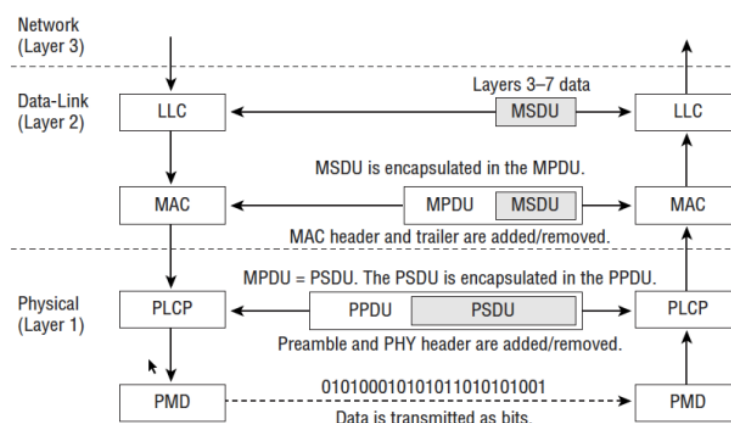 Network
(Layer 3)
Layers 3–7 data
Data-Link
(Layer 2)
LLC
MSDU
LLC
MSDU is encapsulated in the MPDU.
MAC
MPDU
MSDU
MAC
MAC header and trailer are added/removed.
MPDU = PSDU. The PSDU is encapsulated in the PPDU.
Physical
(Layer 1)
PLCP
PPDU
PSDU
PLCP
Preamble and PHY header are added/removed.
010100010101011010101001
PMD
PMD
Data is transmitted as bits.